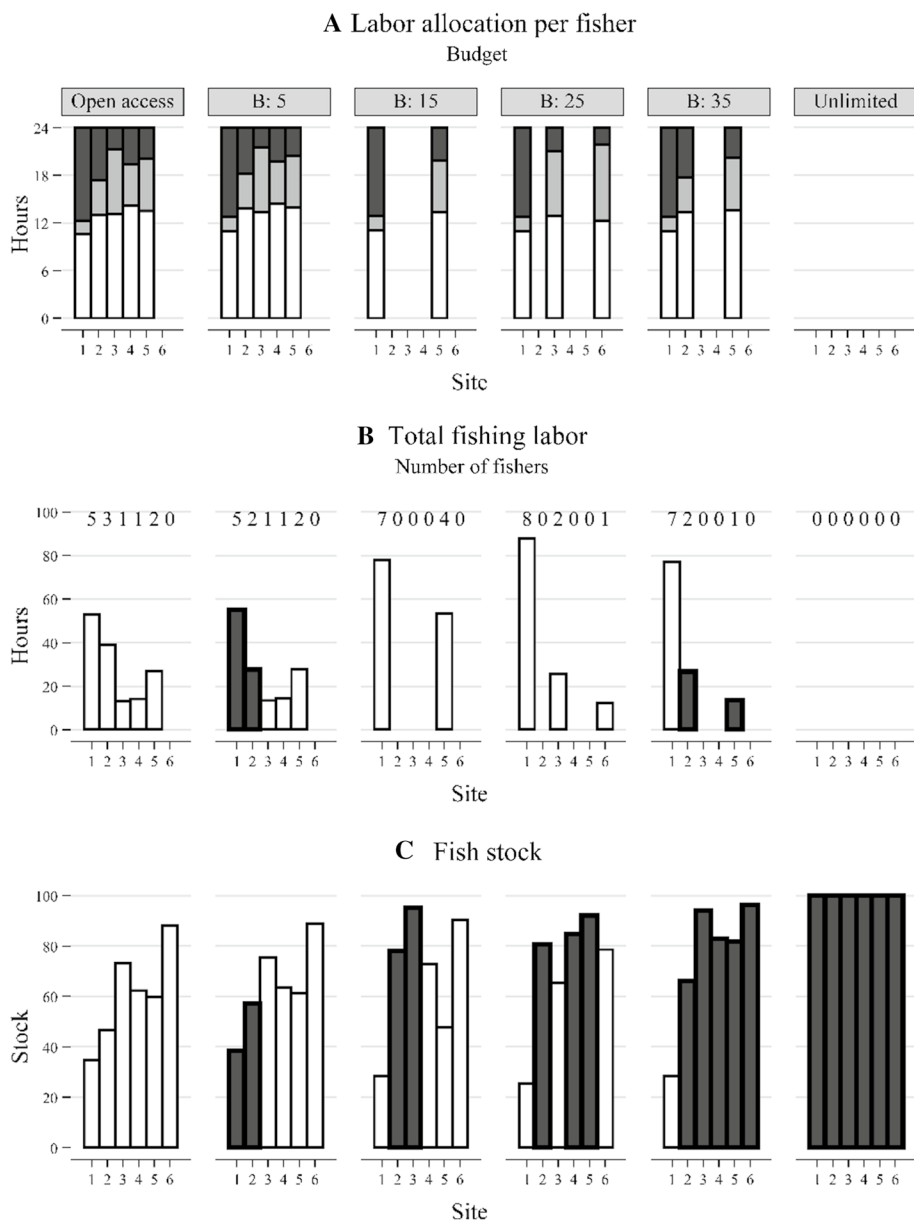 A Labor allocation per fisher
Budget
Open access B: 5 B: 15 B: 25 B: 35 Unlimited
24
18
12
6
0
Hours
1 2 3 4 5 6 1 2 3 4 5 6 1 2 3 4 5 6 1 2 3 4 5 6 1 2 3 4 5 6 1 2 3 4 5 6
Site
B Total fishing labor
Number of fishers
5 3 1 1 2 0 5 2 1 1 2 0 7 0 0 0 4 0 8 0 2 0 0 1 7 2 0 0 1 0 0 0 0 0 0 0
100
80
60
40
20
0
Hours
1 2 3 4 5 6 1 2 3 4 5 6 1 2 3 4 5 6 1 2 3 4 5 6 1 2 3 4 5 6 1 2 3 4 5 6
Site
C Fish stock
100
80
60
40
20
0
Stock
1 2 3 4 5 6 1 2 3 4 5 6 1 2 3 4 5 6 1 2 3 4 5 6 1 2 3 4 5 6 1 2 3 4 5 6
Site